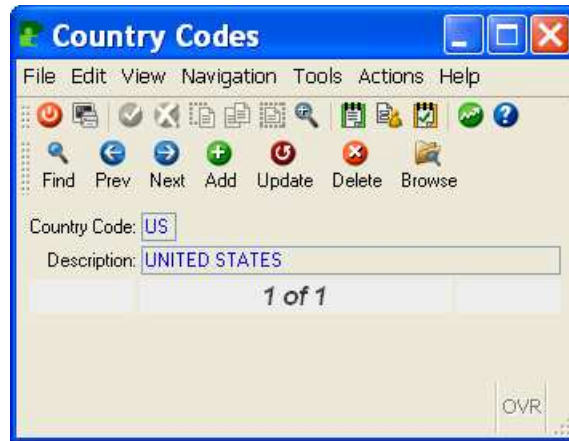 Country Codes
File Edit View Navigation Tools Actions Help
Find Prev Next Add Update Delete Browse
Country Code: US
Description: UNITED STATES
1 of 1
OVR